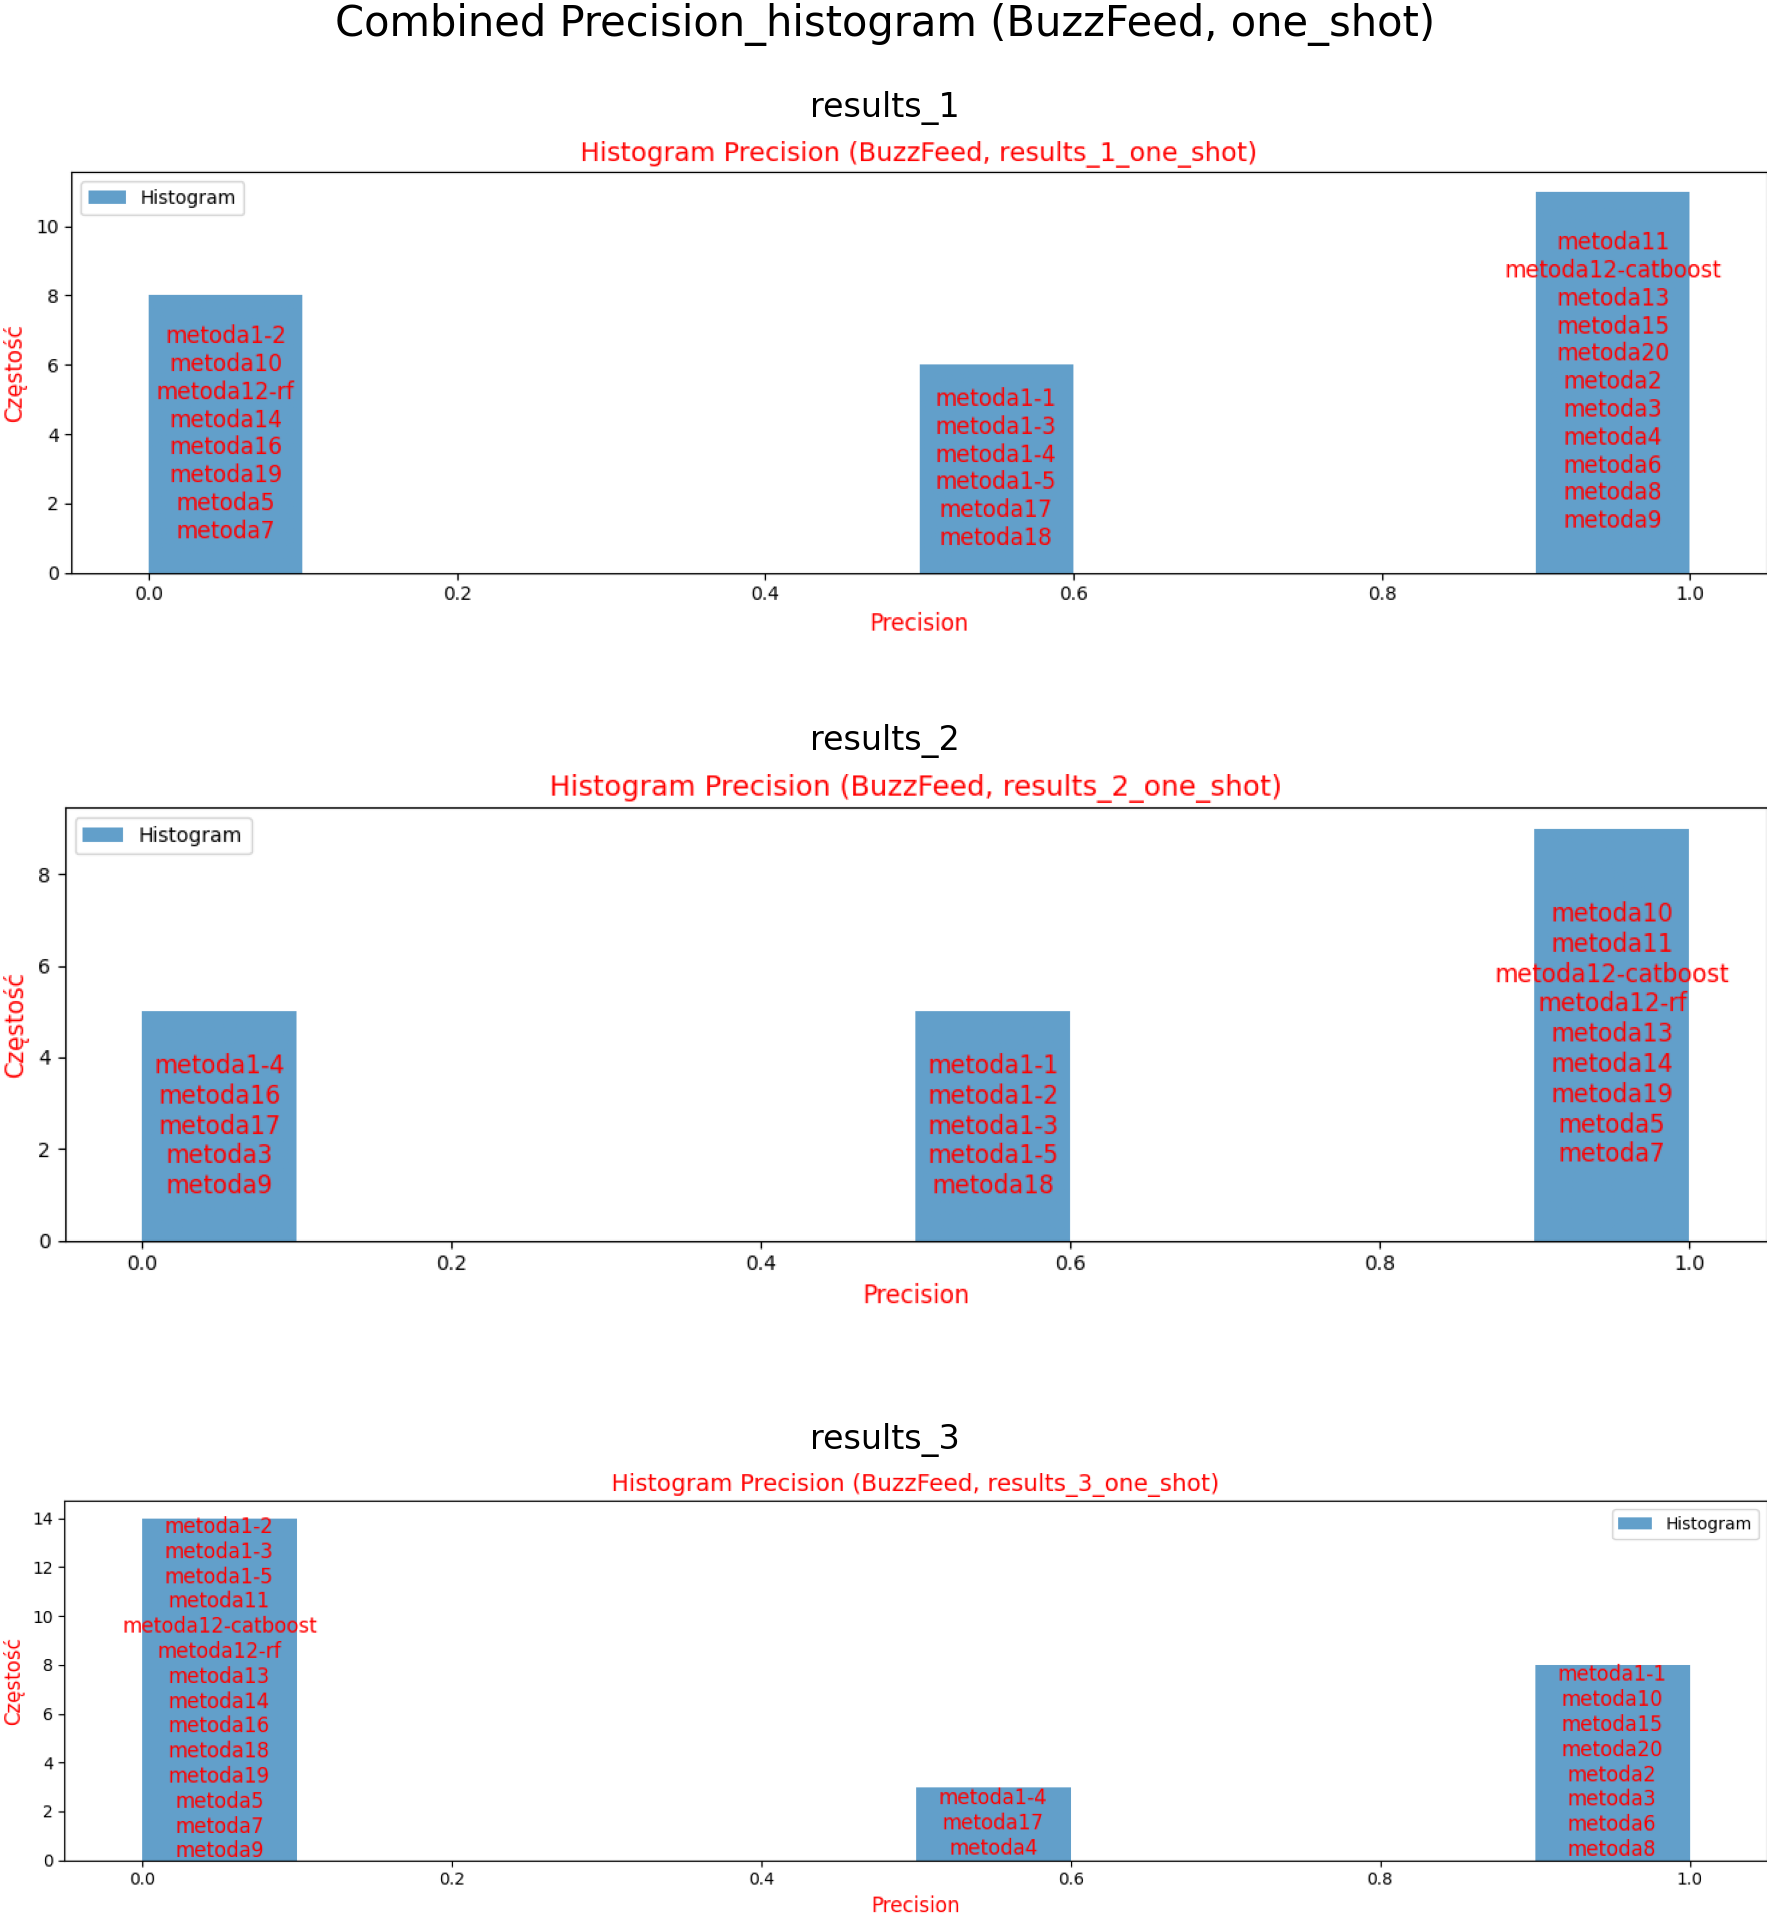 Combined Precision_histogram (BuzzFeed, one_shot)
results_1
Histogram Precision (BuzzFeed, results_1_one_shot)
Histogram
Częstość
10
8
6
4
2
0
metoda1-2
metoda10
metoda12-rf
metoda14
metoda16
metoda19
metoda5
metoda7
metoda1-1
metoda1-3
metoda1-4
metoda1-5
metoda17
metoda18
metoda11
metoda12-catboost
metoda13
metoda15
metoda20
metoda2
metoda3
metoda4
metoda6
metoda8
metoda9
0.0 0.2 0.4 0.6 0.8 1.0
Precision
results_2
Histogram Precision (BuzzFeed, results_2_one_shot)
Histogram
Częstość
8
6
4
2
0
metoda1-4
metoda16
metoda17
metoda3
metoda9
metoda1-1
metoda1-2
metoda1-3
metoda1-5
metoda18
metoda10
metoda11
metoda12-catboost
metoda12-rf
metoda13
metoda14
metoda19
metoda5
metoda7
0.0 0.2 0.4 0.6 0.8 1.0
Precision
results_3
Histogram Precision (BuzzFeed, results_3_one_shot)
Histogram
Częstość
14
12
10
8
6
4
2
0
metoda1-2
metoda1-3
metoda1-5
metoda11
metoda12-catboost
metoda12-rf
metoda13
metoda14
metoda16
metoda18
metoda19
metoda5
metoda7
metoda9
metoda1-4
metoda17
metoda4
metoda1-1
metoda10
metoda15
metoda20
metoda2
metoda3
metoda6
metoda8
0.0 0.2 0.4 0.6 0.8 1.0
Precision